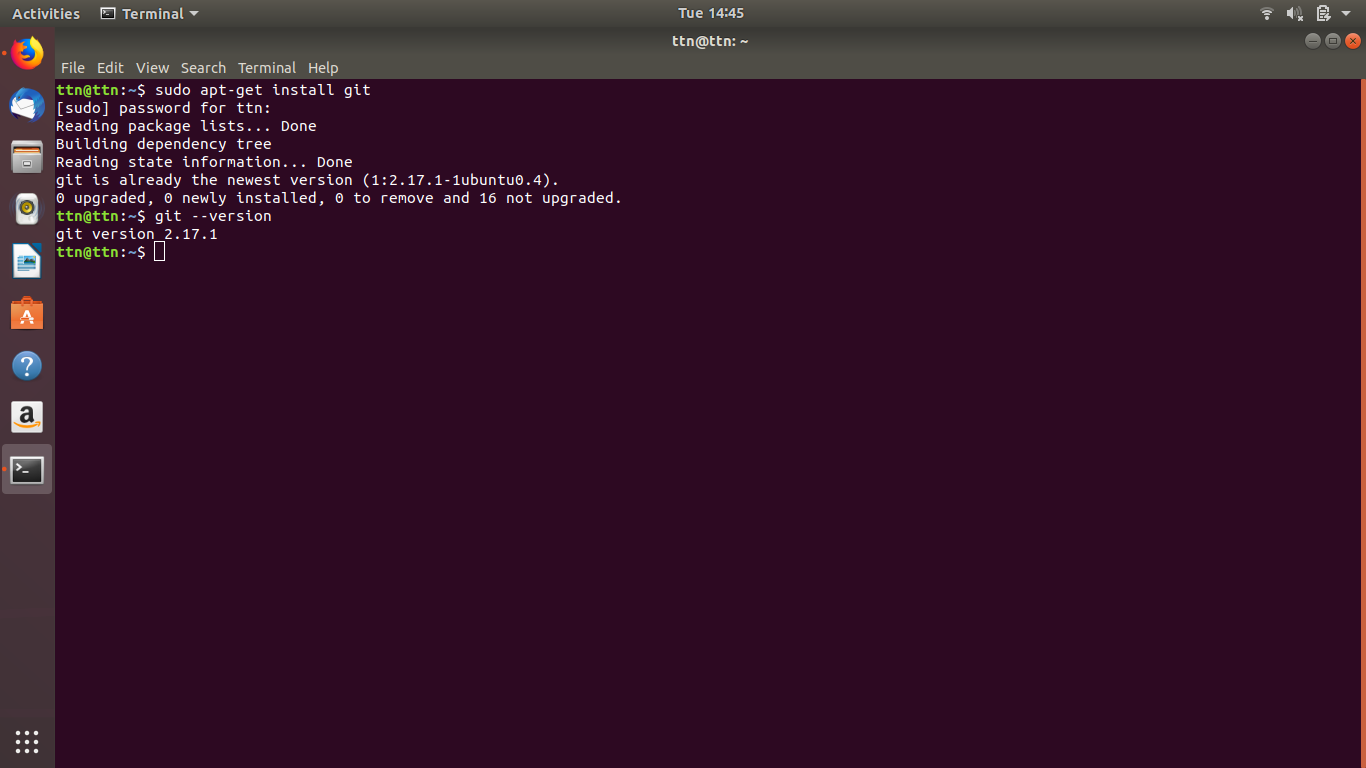 Activities Terminal Tue 14:45
ttn@ttn: ~
File Edit View Search Terminal Help
ttn@ttn:~$ sudo apt-get install git
[sudo] password for ttn:
Reading package lists... Done
Building dependency tree
Reading state information... Done
git is already the newest version (1:2.17.1-1ubuntu0.4).
0 upgraded, 0 newly installed, 0 to remove and 16 not upgraded.
ttn@ttn:~$ git --version
git version 2.17.1
ttn@ttn:~$